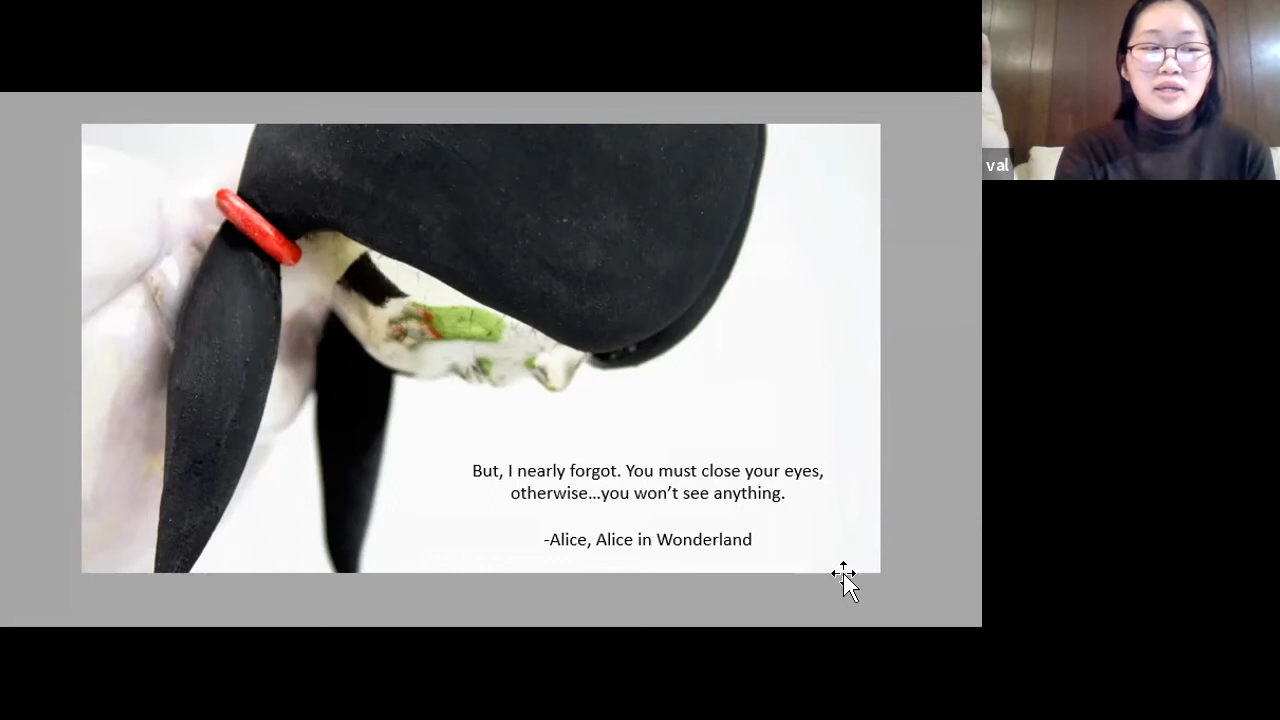 val
But, I nearly forgot. You must close your eyes,
otherwise…you won’t see anything.
-Alice, Alice in Wonderland